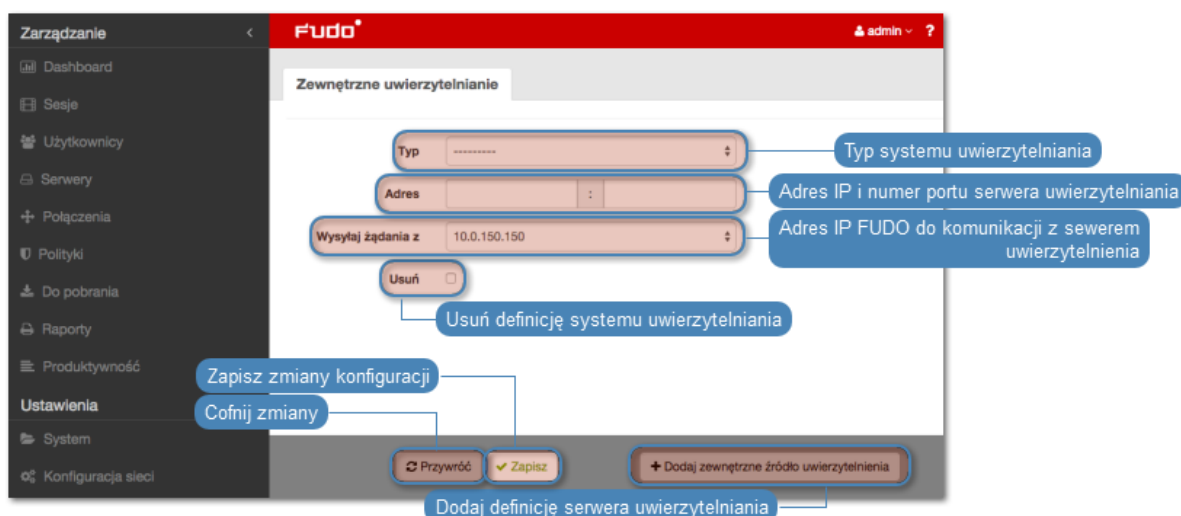 Zarządzanie
Fudo
admin
?
Dashboard
Sesje
Użytkownicy
Serwery
Połączenia
Polityki
Do pobrania
Raporty
Produktywność
Ustawienia
System
Konfiguracja sieci
Zewnętrzne uwierzytelnianie
Typ
---------
Typ systemu uwierzytelniania
Adres
:
Adres IP i numer portu serwera uwierzytelniania
Wysyłaj żądania z
10.0.150.150
Adres IP FUDO do komunikacji z sewerem
uwierzytelnienia
Usuń
Usuń definicję systemu uwierzytelniania
Zapisz zmiany konfiguracji
Cofnij zmiany
Przywróć
Zapisz
+ Dodaj zewnętrzne źródło uwierzytelnienia
Dodaj definicję serwera uwierzytelniania